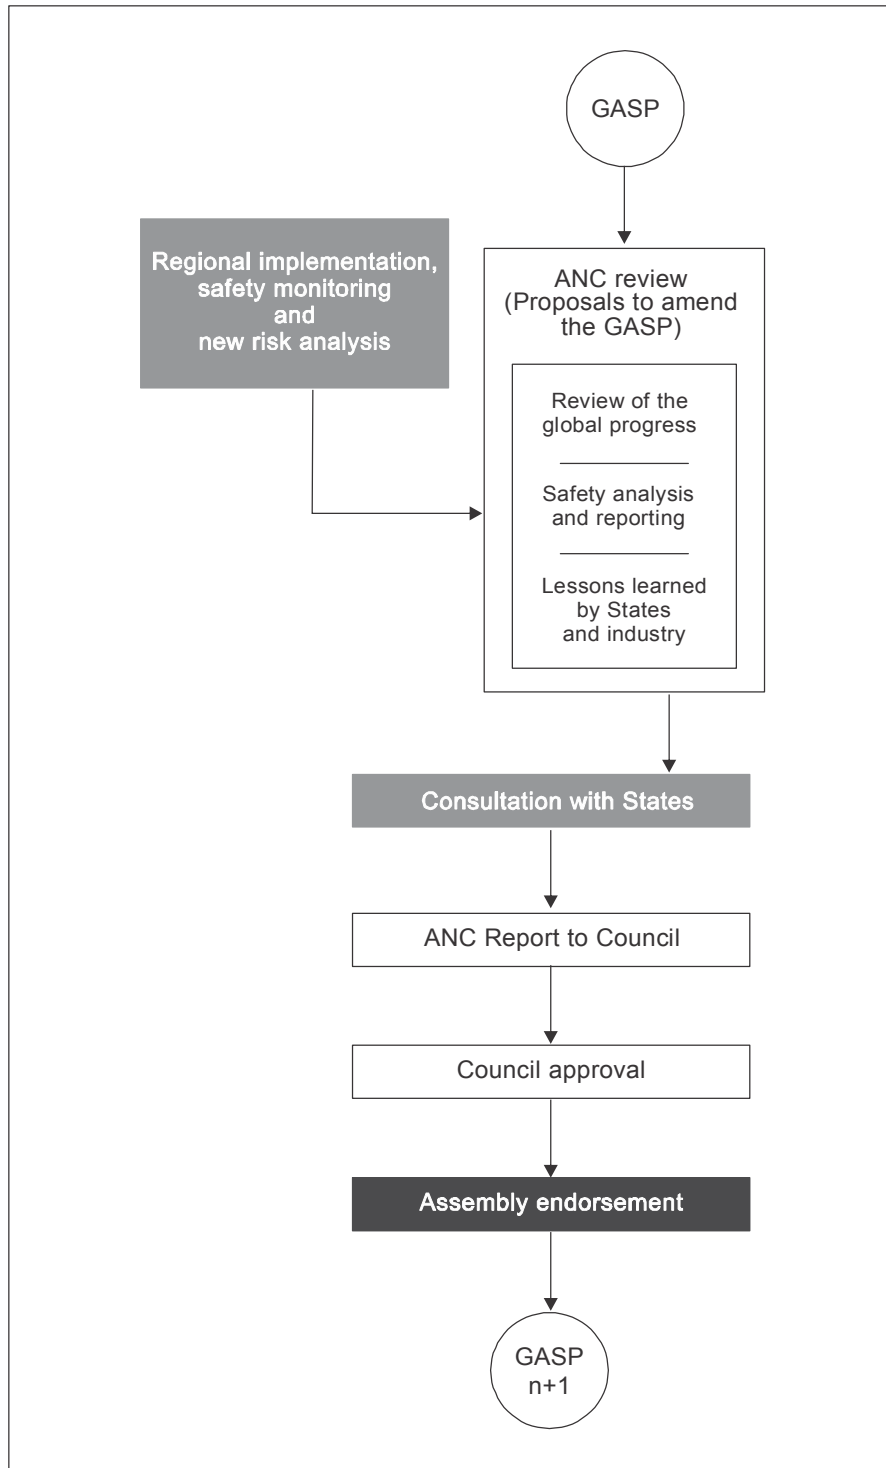 GASP
Regional implementation,
safety monitoring
and
new risk analysis
ANC review
(Proposals to amend
the GASP)
Review of the
global progress
Safety analysis
and reporting
Lessons learned
by States
and industry
Consultation with States
ANC Report to Council
Council approval
Assembly endorsement
GASP
n+1